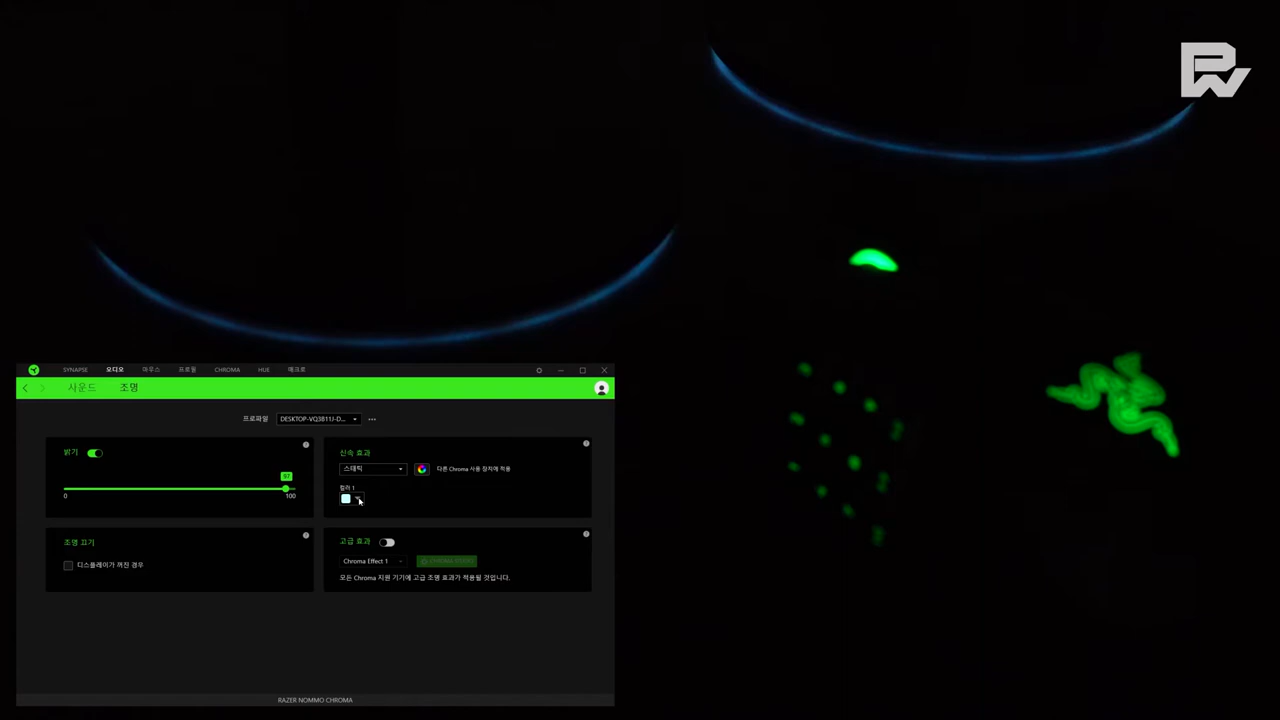 PW
SYNAPSE 오디오 마우스 프로필 CHROMA HUE 매크로
사운드 조명
프로파일 DESKTOP-VQ3811J-D... ...
밝기
97
0 100
신속 효과
스태틱 다른 Chroma 사용 장치에 적용
컬러 1
조명 끄기
디스플레이가 꺼진 경우
고급 효과
Chroma Effect 1 CHROMA STUDIO
모든 Chroma 지원 기기에 고급 조명 효과가 적용될 것입니다.
RAZER NOMMO CHROMA